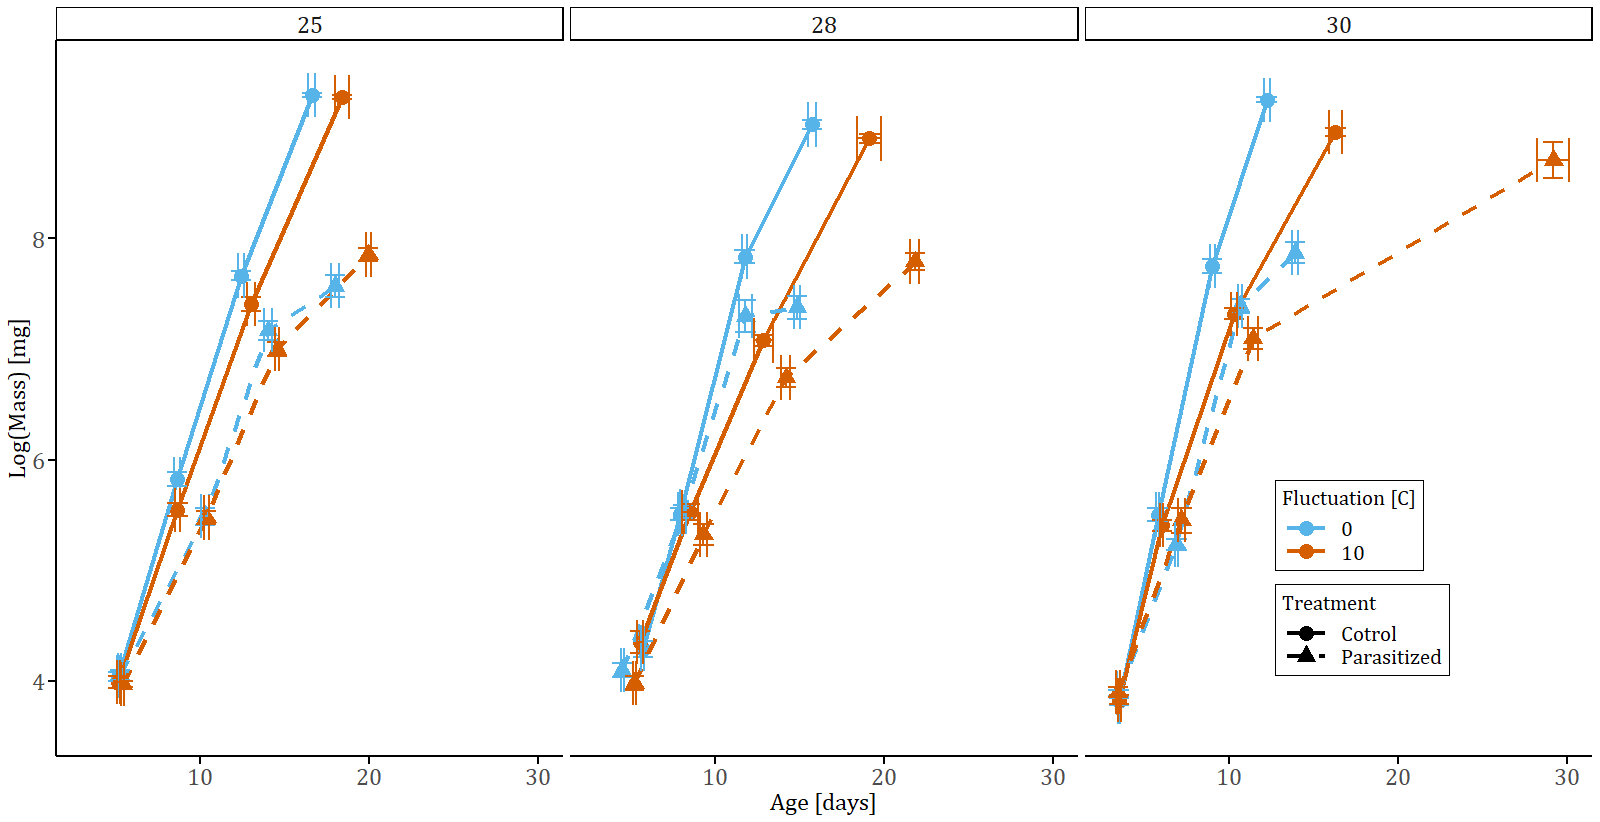 25 28 30
Log(Mass) [mg]
8
6
4
Fluctuation [C]
0
10
Treatment
Cotrol
Parasitized
10 20 30 10 20 30 10 20 30
Age [days]